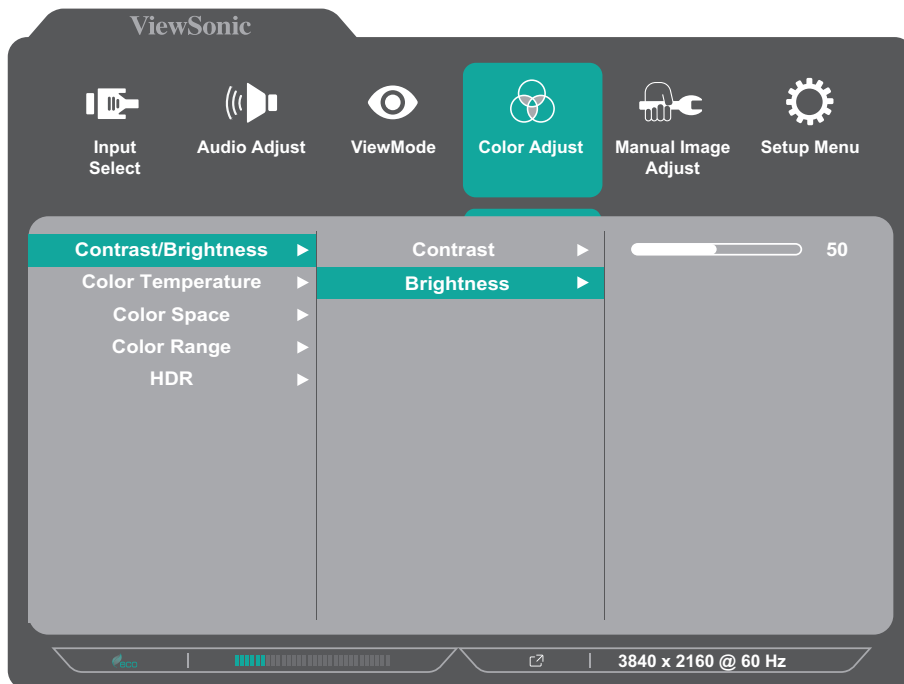 ViewSonic
Input
Select
Audio Adjust
ViewMode
Color Adjust
Manual Image
Adjust
Setup Menu
Contrast/Brightness
Color Temperature
Color Space
Color Range
HDR
Contrast
Brightness
50
eco
3840 x 2160 @ 60 Hz